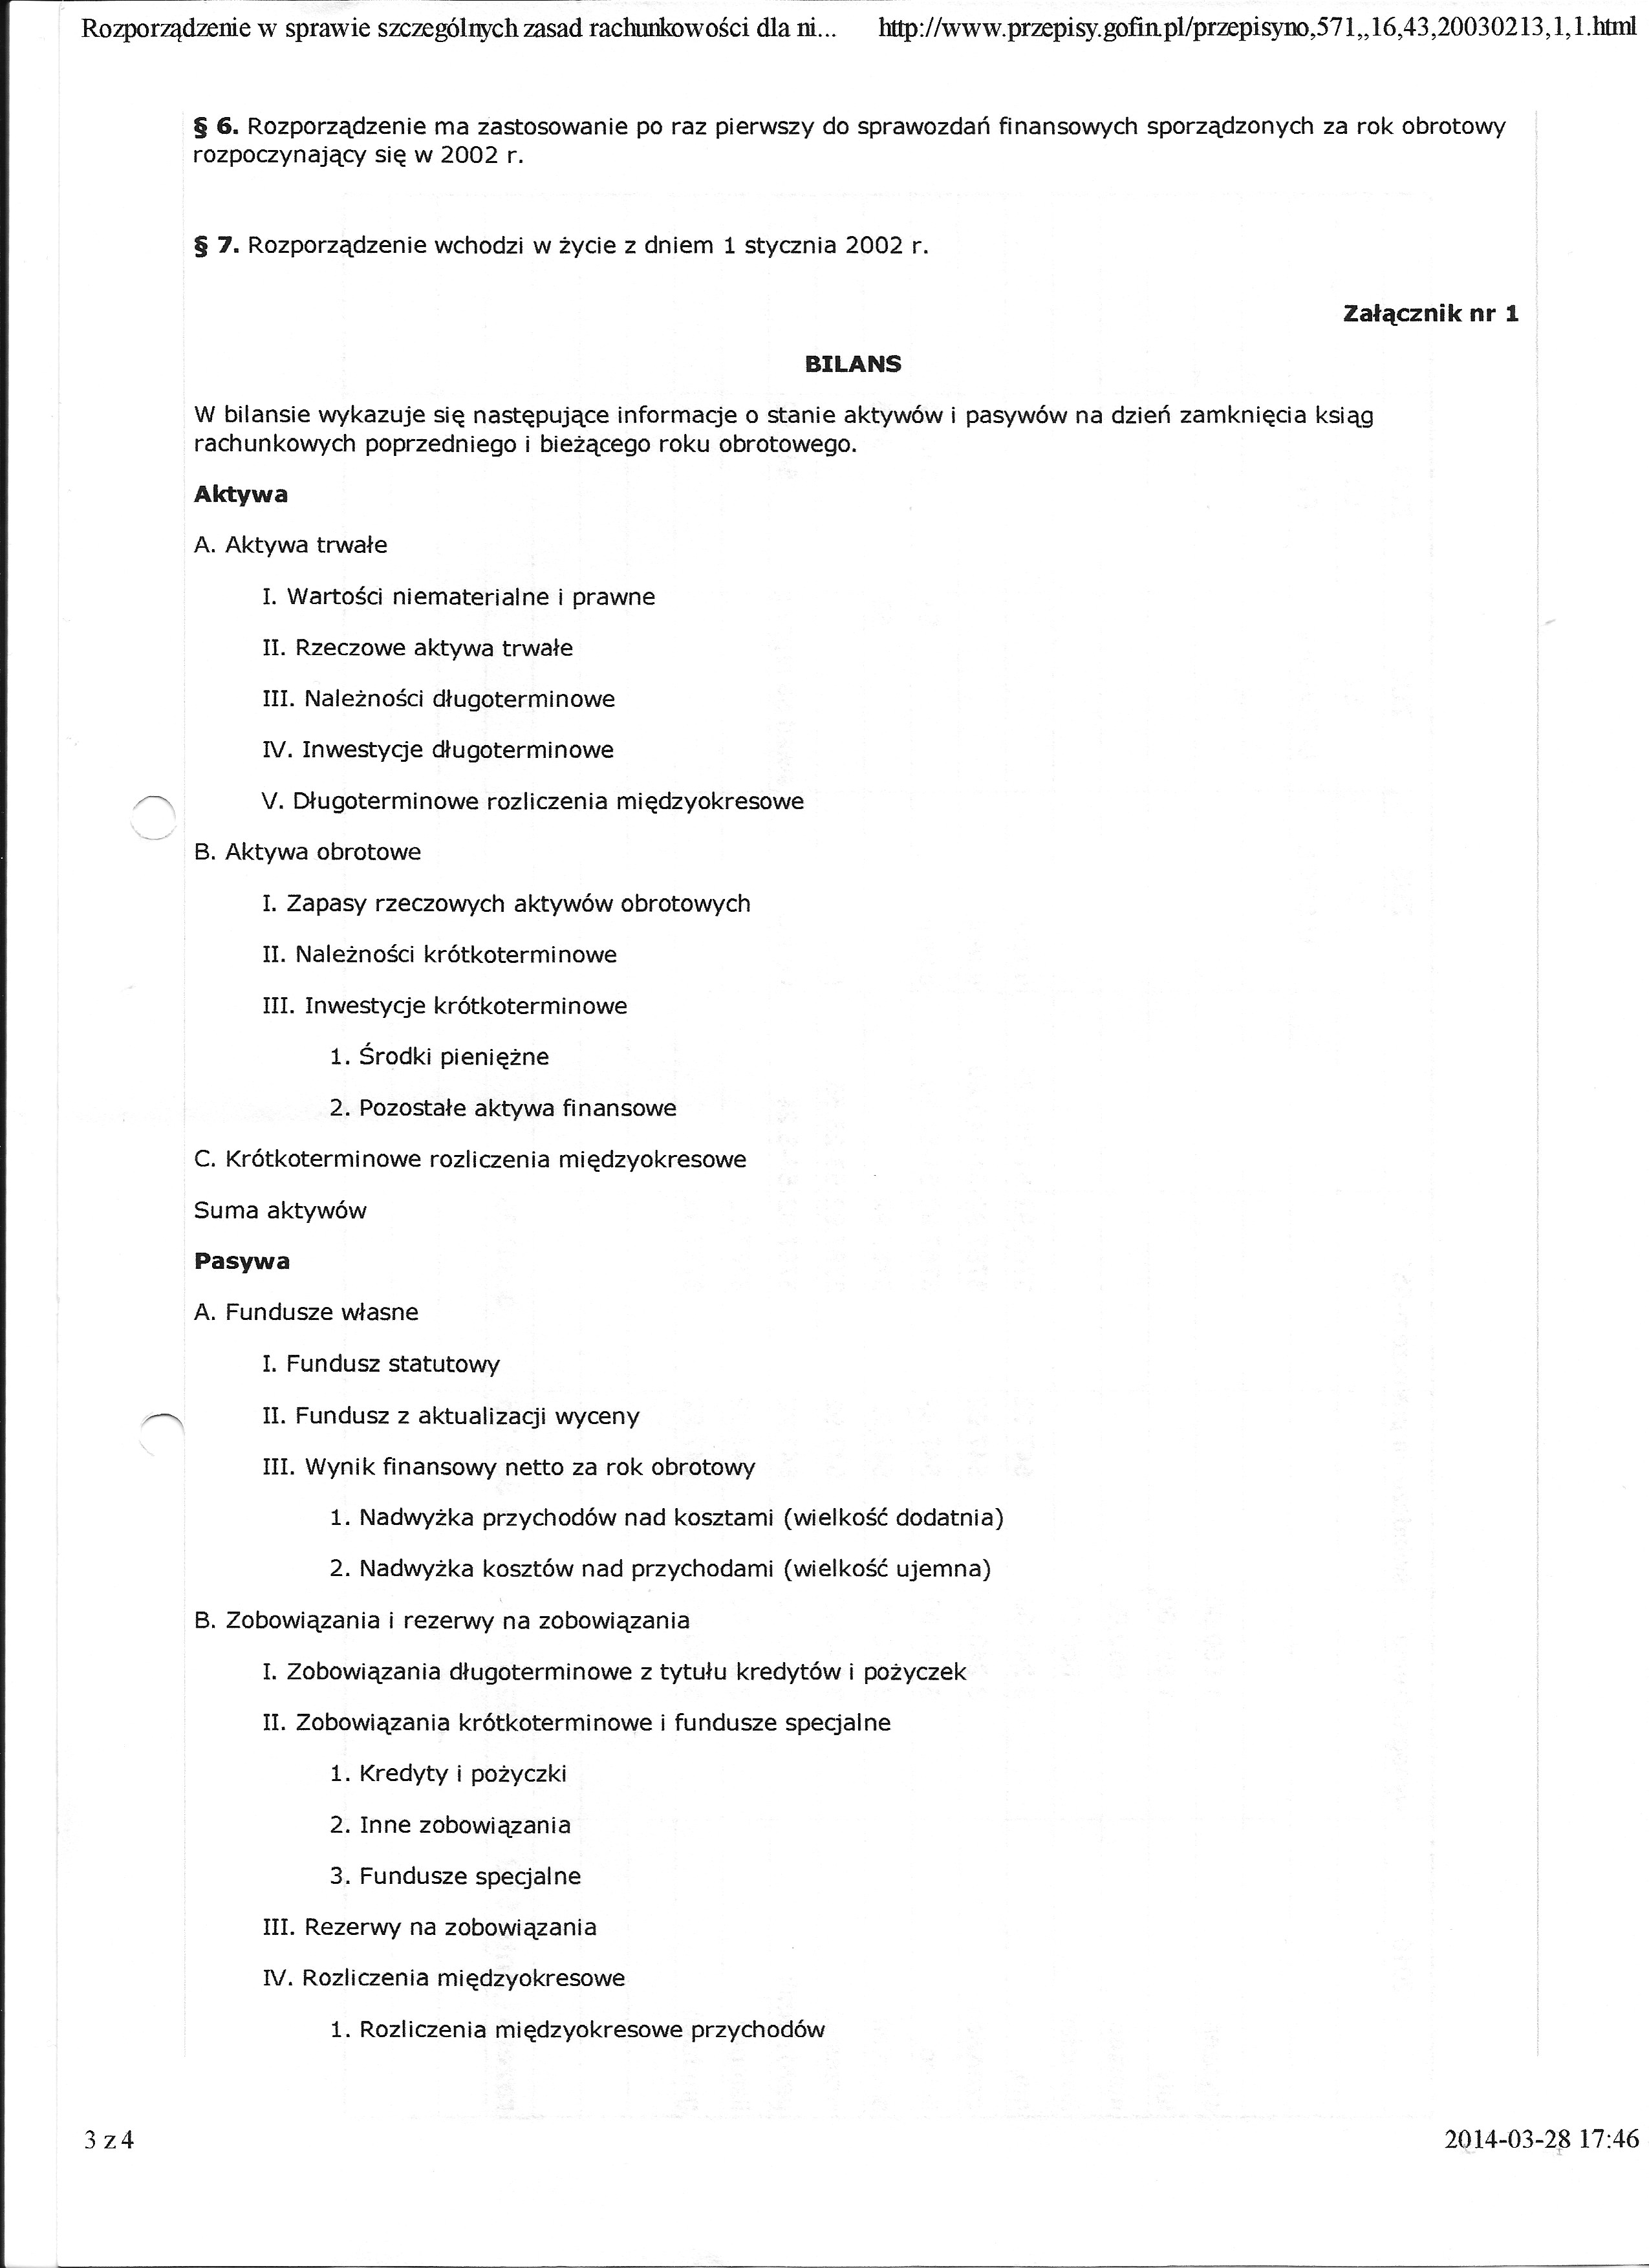 Rozporządzenie w sprawie szczególnych zasad rachunkowości dla ni... http://www.przepisy.gofin.pl/przepisyno,571,,16,43,20030213,1,1.html
§ 6. Rozporządzenie ma zastosowanie po raz pierwszy do sprawozdań finansowych sporządzonych za rok obrotowy
rozpoczynający się w 2002 r.
§ 7. Rozporządzenie wchodzi w życie z dniem 1 stycznia 2002 r.
Załącznik nr 1
BILANS
W bilansie wykazuje się następujące informacje o stanie aktywów i pasywów na dzień zamknięcia ksiąg
rachunkowych poprzedniego i bieżącego roku obrotowego.
Aktywa
A. Aktywa trwałe
I. Wartości niematerialne i prawne
II. Rzeczowe aktywa trwałe
III. Należności długoterminowe
IV. Inwestycje długoterminowe
V. Długoterminowe rozliczenia międzyokresowe
B. Aktywa obrotowe
I. Zapasy rzeczowych aktywów obrotowych
II. Należności krótkoterminowe
III. Inwestycje krótkoterminowe
1. Środki pieniężne
2. Pozostałe aktywa finansowe
C. Krótkoterminowe rozliczenia międzyokresowe
Suma aktywów
Pasywa
A. Fundusze własne
I. Fundusz statutowy
II. Fundusz z aktualizacji wyceny
III. Wynik finansowy netto za rok obrotowy
1. Nadwyżka przychodów nad kosztami (wielkość dodatnia)
2. Nadwyżka kosztów nad przychodami (wielkość ujemna)
B. Zobowiązania i rezerwy na zobowiązania
I. Zobowiązania długoterminowe z tytułu kredytów i pożyczek
II. Zobowiązania krótkoterminowe i fundusze specjalne
1. Kredyty i pożyczki
2. Inne zobowiązania
3. Fundusze specjalne
III. Rezerwy na zobowiązania
IV. Rozliczenia międzyokresowe
1. Rozliczenia międzyokresowe przychodów
3 z 4 2014-03-28 17:46